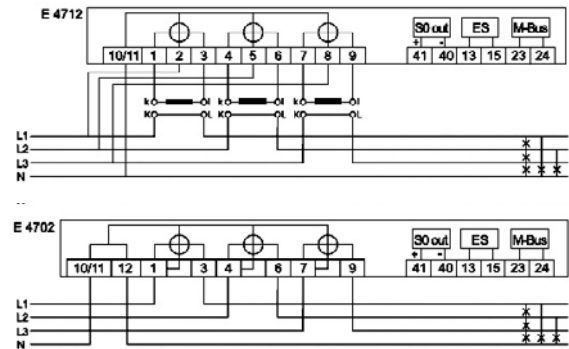 E 4712
S0 out ES M-Bus
+ -
10/11 1 2 3 4 5 6 7 8 9 41 40 13 15 23 24
k l k l k l
K L K L K L
L1
L2
L3
N
E 4702
S0 out ES M-Bus
+ -
10/11 12 1 3 4 6 7 9 41 40 13 15 23 24
L1
L2
L3
N